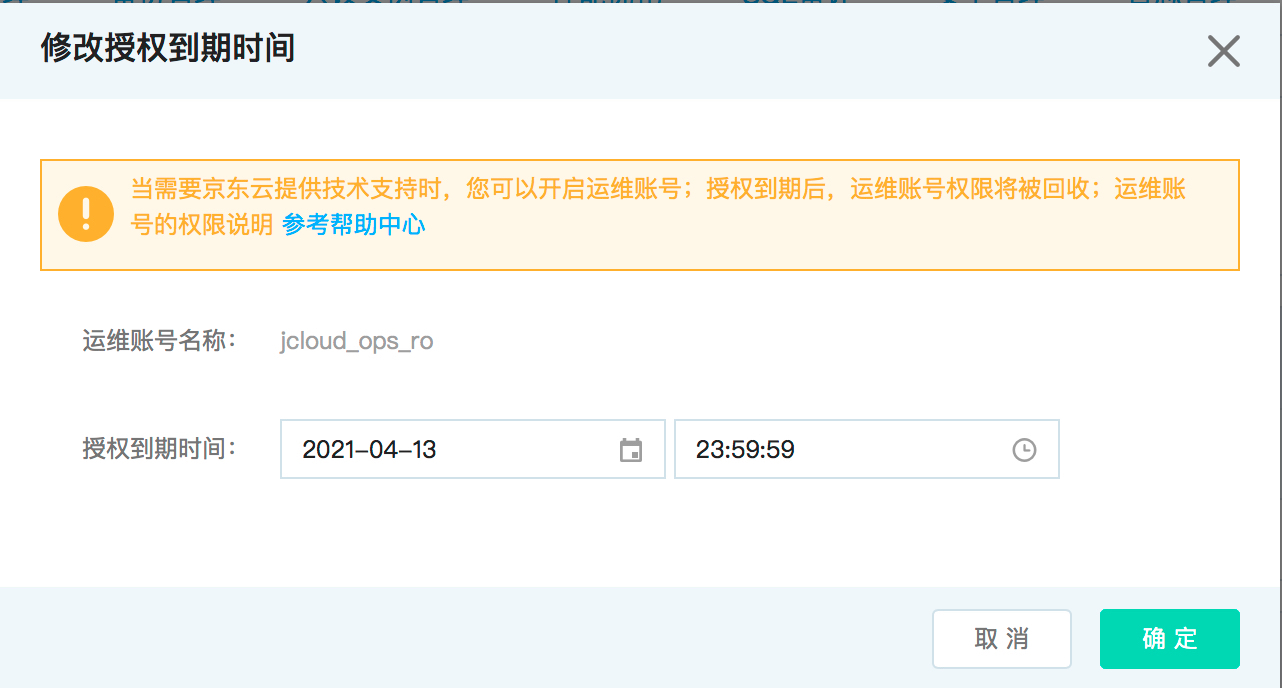 修改授权到期时间
当需要京东云提供技术支持时，您可以开启运维账号；授权到期后，运维账号权限将被回收；运维账
号的权限说明 参考帮助中心
运维账号名称： jcloud_ops_ro
授权到期时间： 2021-04-13 23:59:59
取 消 确 定